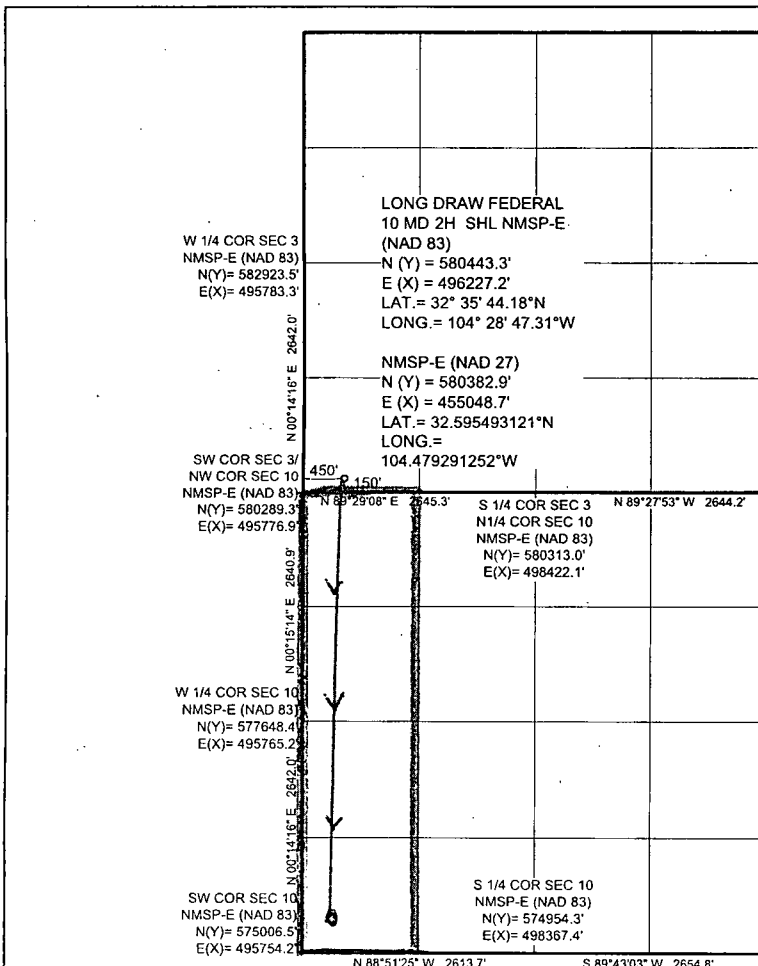 LONG DRAW FEDERAL
10 MD 2H SHL NMSP-E
(NAD 83)
N (Y) = 580443.3'
E (X) = 496227.2'
LAT.= 32° 35' 44.18"N
LONG.= 104° 28' 47.31"W
NMSP-E (NAD 27)
N (Y) = 580382.9'
E (X) = 455048.7'
LAT.= 32.595493121°N
LONG.=
104.479291252°W
W 1/4 COR SEC 3
NMSP-E (NAD 83)
N(Y)= 582923.5'
E(X)= 495783.3'
N 00°14'16" E 2642.0'
SW COR SEC 3/
NW COR SEC 10
NMSP-E (NAD 83)
N(Y)= 580289.3'
E(X)= 495776.9'
450'
150'
N 89°29'08" E 2645.3'
S 1/4 COR SEC 3
N1/4 COR SEC 10
NMSP-E (NAD 83)
N(Y)= 580313.0'
E(X)= 498422.1'
N 89°27'53" W 2644.2'
N 00°15'14" E 2640.9'
W 1/4 COR SEC 10
NMSP-E (NAD 83)
N(Y)= 577648.4'
E(X)= 495765.2'
N 00°14'16" E 2642.0'
SW COR SEC 10
NMSP-E (NAD 83)
N(Y)= 575006.5'
E(X)= 495754.2'
S 1/4 COR SEC 10
NMSP-E (NAD 83)
N(Y)= 574954.3'
E(X)= 498367.4'
N 88°51'25" W 2613.7'
S 89°43'03" W 2654.8'